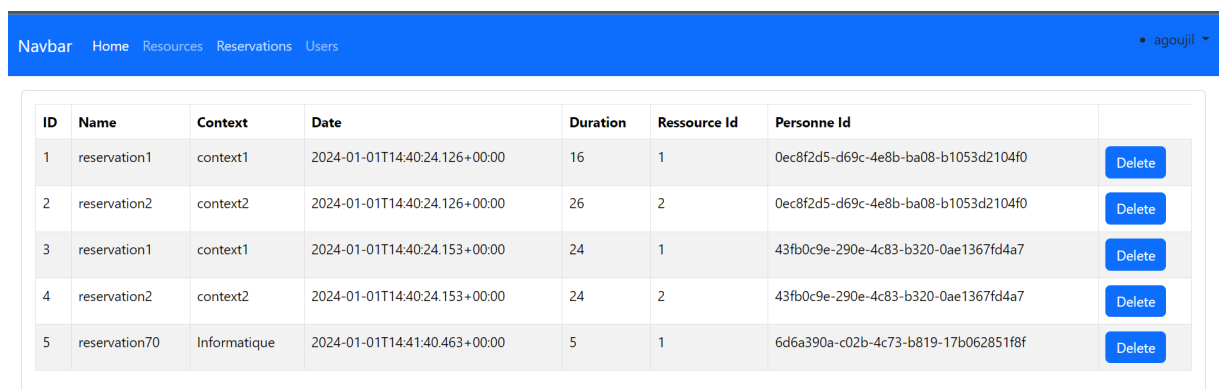 Navbar Home Resources Reservations Users agoujil
ID Name Context Date Duration Ressource Id Personne Id
1 reservation1 context1 2024-01-01T14:40:24.126+00:00 16 1 0ec8f2d5-d69c-4e8b-ba08-b1053d2104f0 Delete
2 reservation2 context2 2024-01-01T14:40:24.126+00:00 26 2 0ec8f2d5-d69c-4e8b-ba08-b1053d2104f0 Delete
3 reservation1 context1 2024-01-01T14:40:24.153+00:00 24 1 43fb0c9e-290e-4c83-b320-0ae1367fd4a7 Delete
4 reservation2 context2 2024-01-01T14:40:24.153+00:00 24 2 43fb0c9e-290e-4c83-b320-0ae1367fd4a7 Delete
5 reservation70 Informatique 2024-01-01T14:41:40.463+00:00 5 1 6d6a390a-c02b-4c73-b819-17b062851f8f Delete